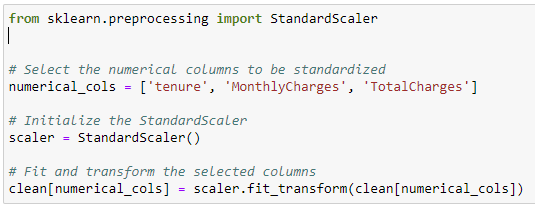 from sklearn.preprocessing import StandardScaler
# Select the numerical columns to be standardized
numerical_cols = ['tenure', 'MonthlyCharges', 'TotalCharges']
# Initialize the StandardScaler
scaler = StandardScaler()
# Fit and transform the selected columns
clean[numerical_cols] = scaler.fit_transform(clean[numerical_cols])